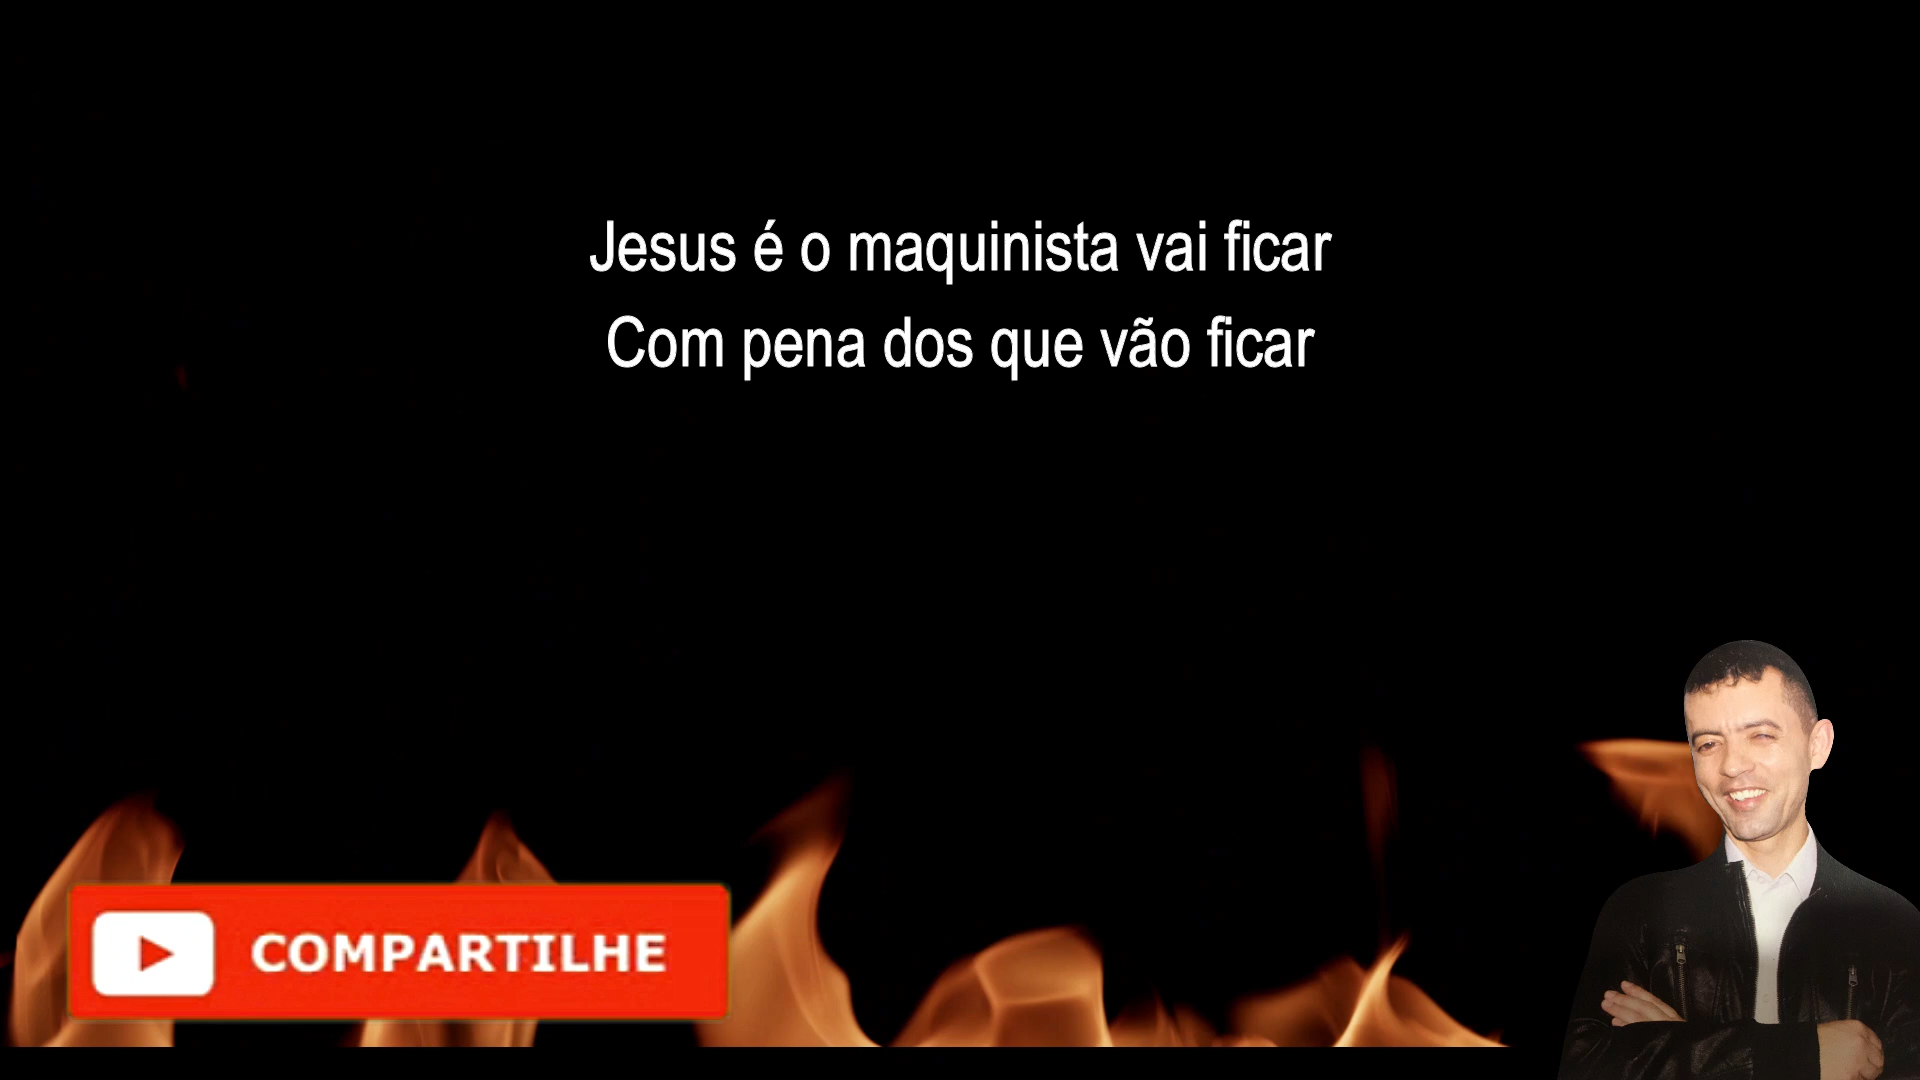 Jesus é o maquinista vai ficar
Com pena dos que vão ficar
COMPARTILHE